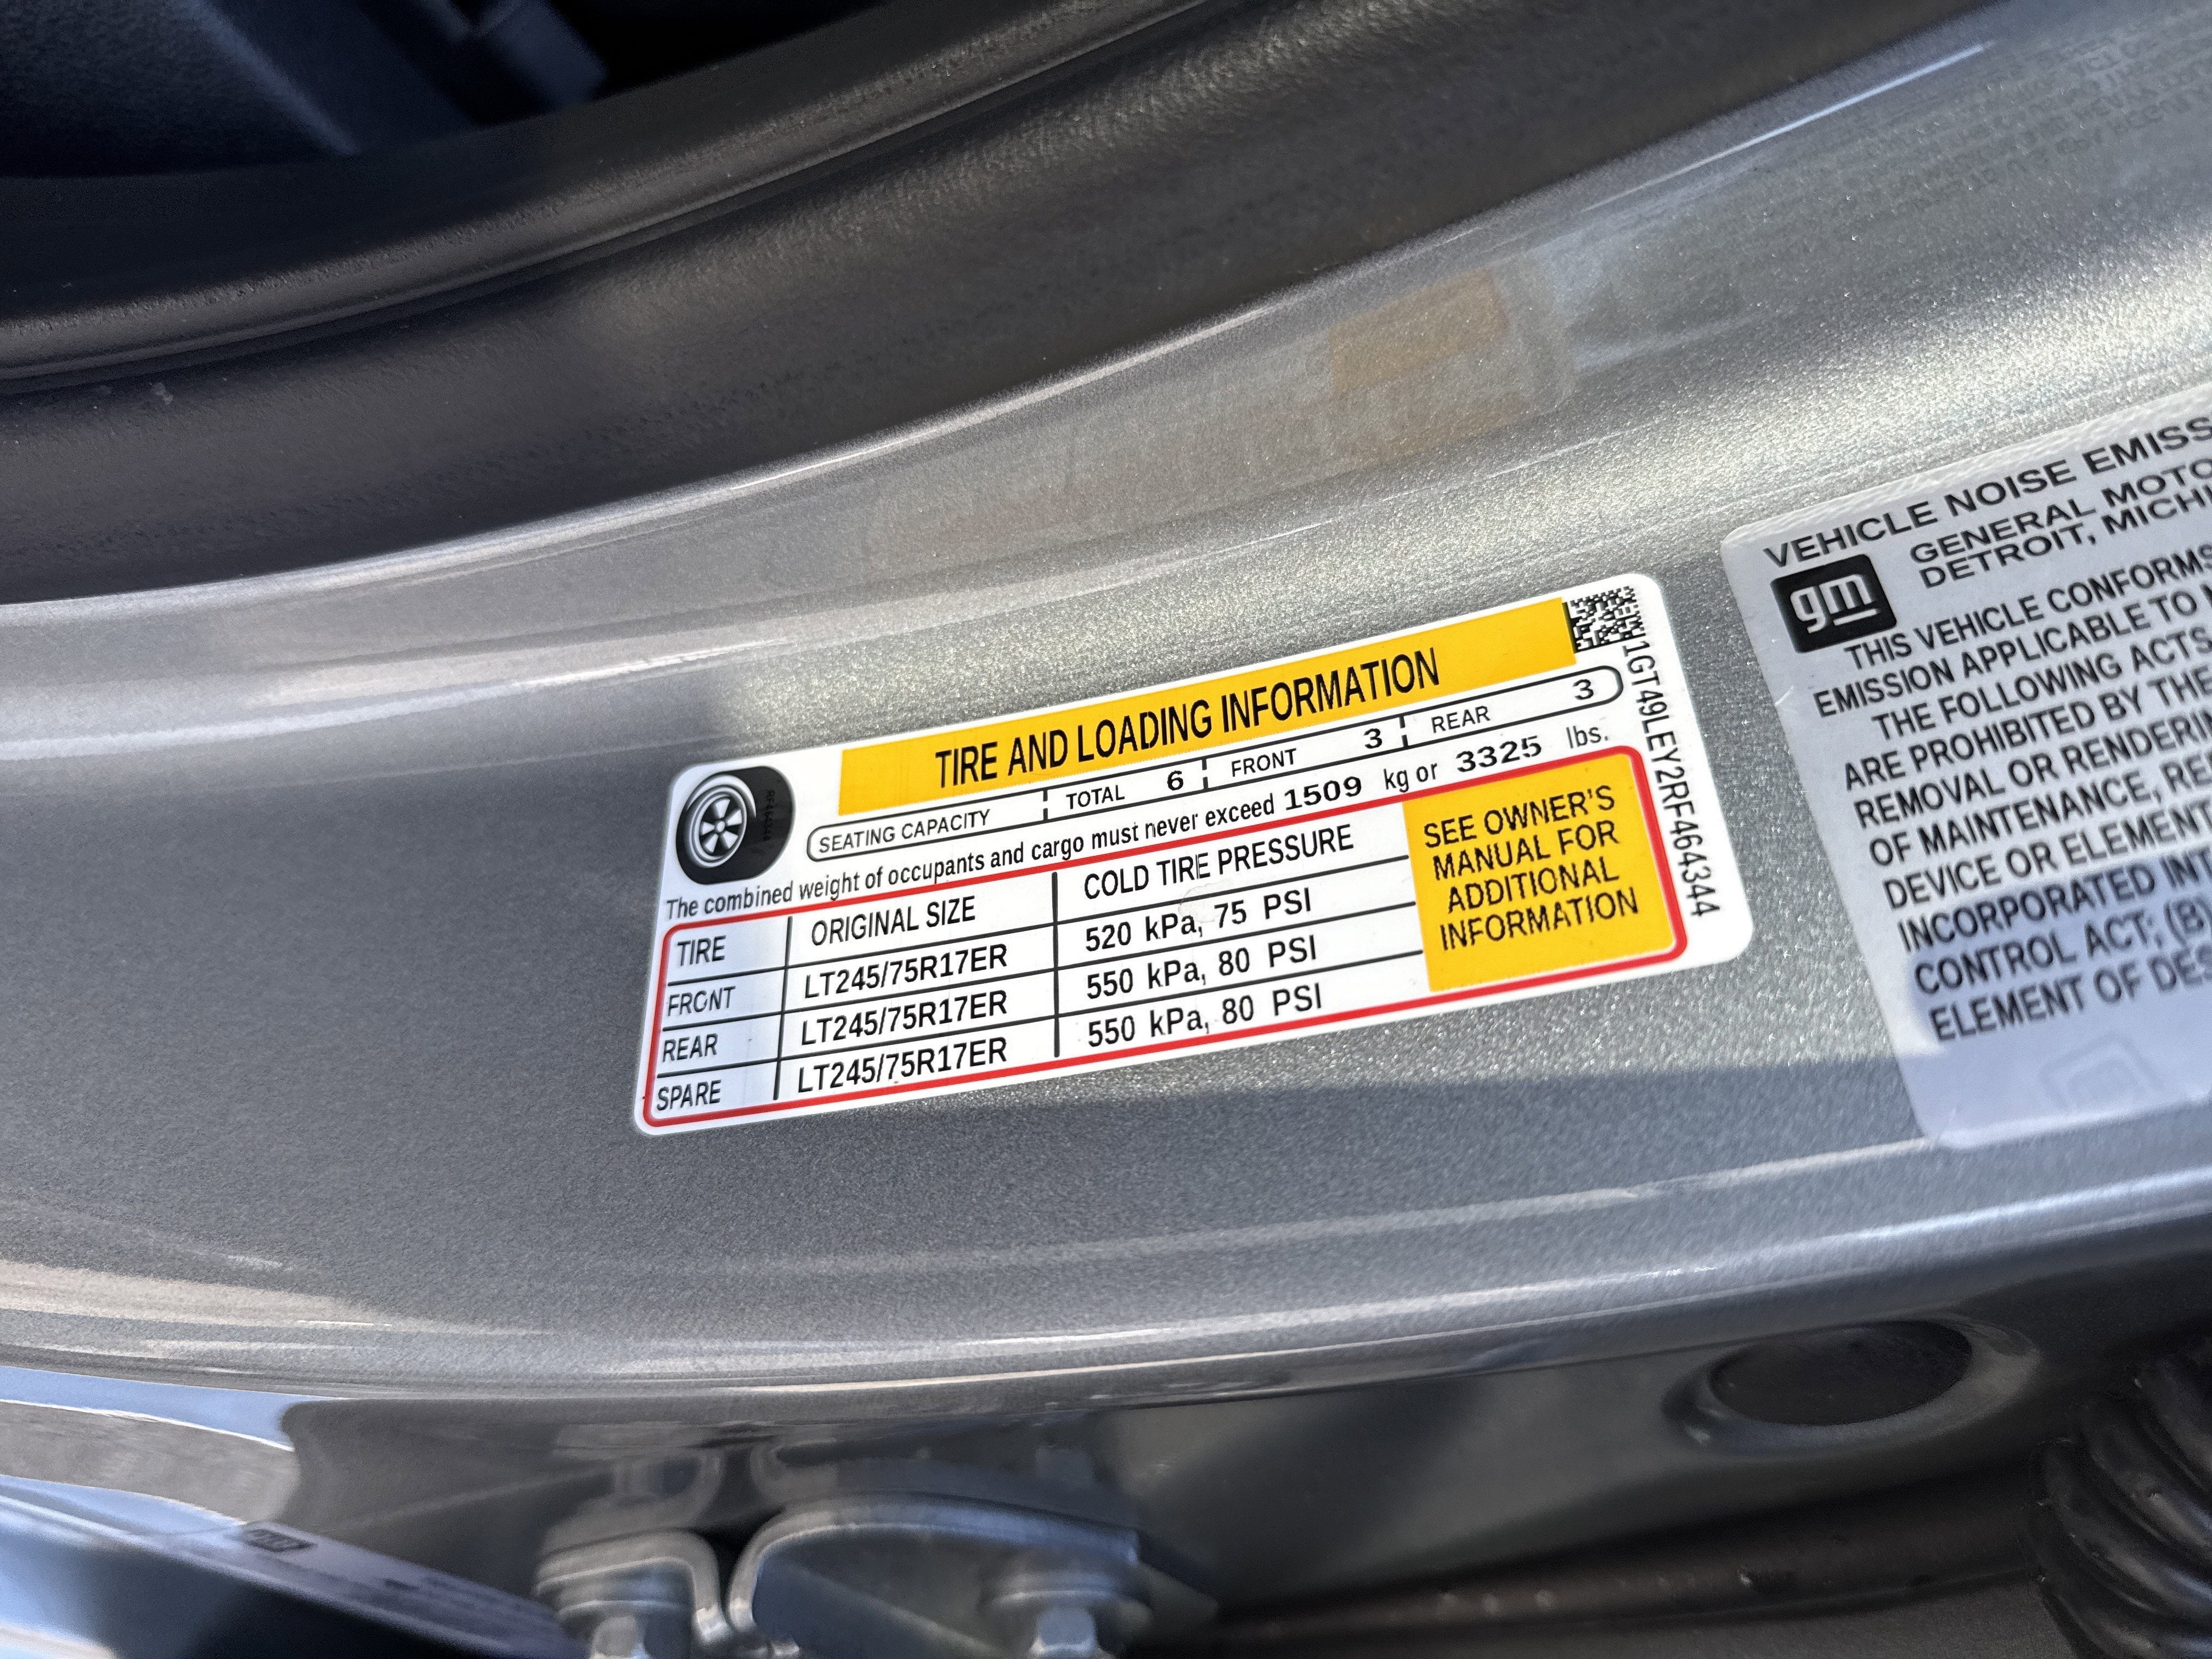 TIRE AND LOADING INFORMATION
SEATING CAPACITY TOTAL 6 FRONT 3 REAR 3
The combined weight of occupants and cargo must never exceed 1509 kg or 3325 lbs.
TIRE ORIGINAL SIZE COLD TIRE PRESSURE
FRONT LT245/75R17ER 520 kPa, 75 PSI
REAR LT245/75R17ER 550 kPa, 80 PSI
SPARE LT245/75R17ER 550 kPa, 80 PSI
SEE OWNER'S
MANUAL FOR
ADDITIONAL
INFORMATION
1GT49LEY2RF464344
RF464344
VEHICLE NOISE EMISS
gm
GENERAL MOTO
DETROIT, MICHI
THIS VEHICLE CONFORMS
EMISSION APPLICABLE TO
THE FOLLOWING ACTS
ARE PROHIBITED BY THE
REMOVAL OR RENDERIN
OF MAINTENANCE, RE
DEVICE OR ELEMENT
INCORPORATED INT
CONTROL ACT; (B
ELEMENT OF DES